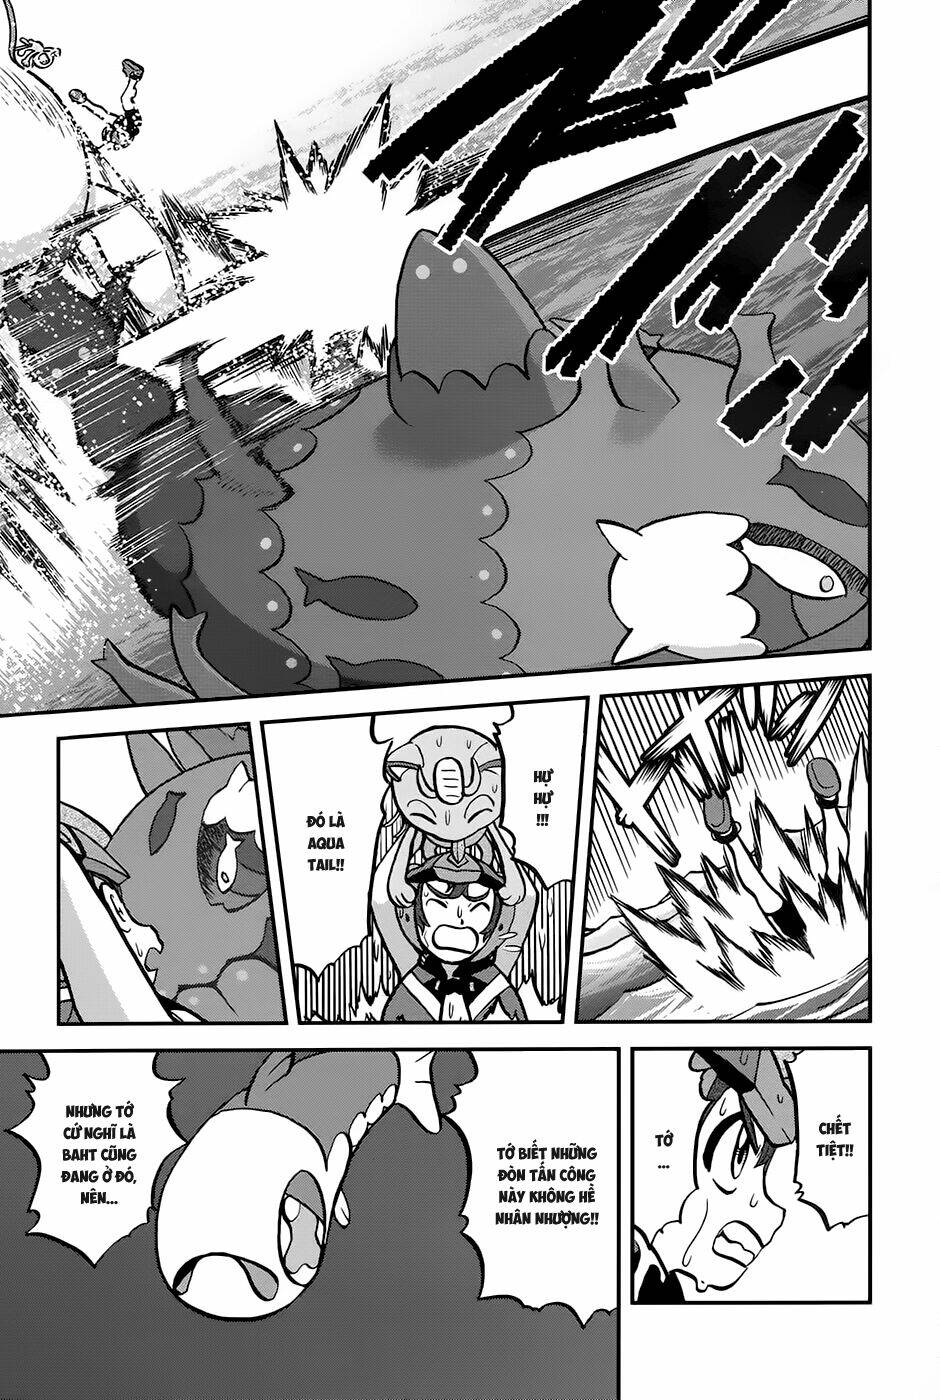 HỰ
HỰ
!!!
ĐÓ LÀ
AQUA
TAIL!!
CHẾT
TIỆT!!
TỚ
...
TỚ BIẾT NHỮNG
ĐÒN TẤN CÔNG
NÀY KHÔNG HỀ
NHÂN NHƯỢNG!!
NHƯNG TỚ
CỨ NGHĨ LÀ
BAHT CŨNG
ĐANG Ở ĐÓ,
NÊN...